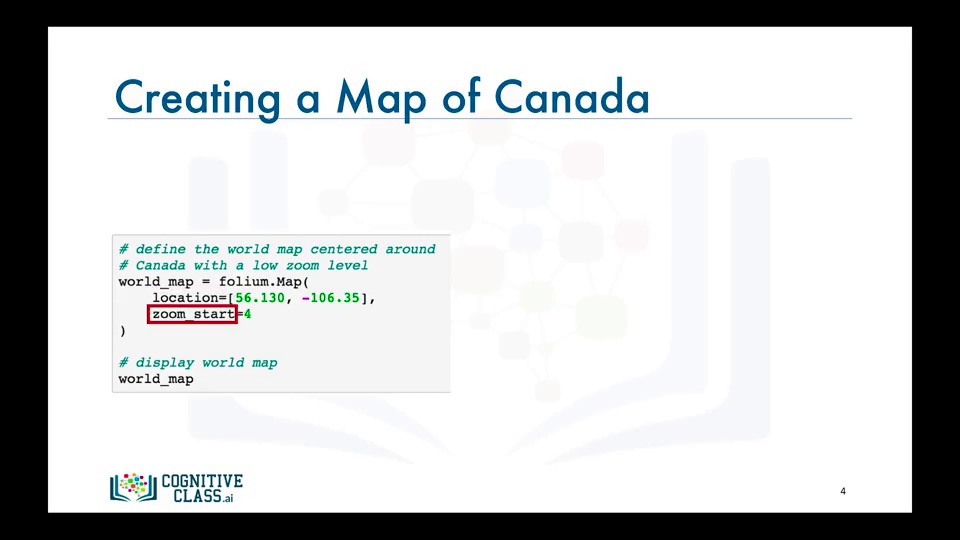 Creating a Map of Canada
# define the world map centered around
# Canada with a low zoom level
world_map = folium.Map(
    location=[56.130, -106.35],
    zoom_start=4
)
# display world map
world_map
COGNITIVE
CLASS.ai
4